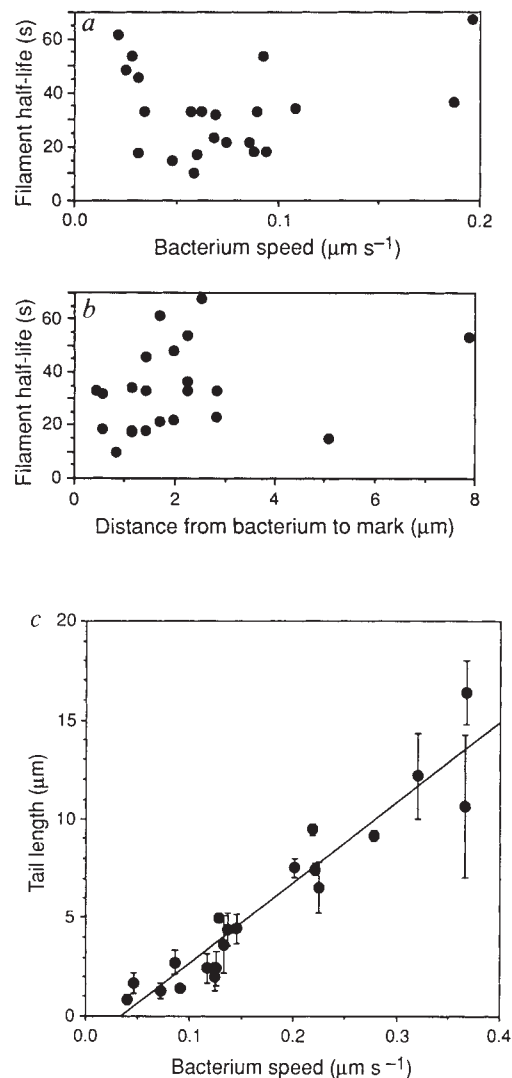 a
Filament half-life (s)
60
40
20
0
0.0
0.1
0.2
Bacterium speed (μm s⁻¹)
b
Filament half-life (s)
60
40
20
0
0
2
4
6
8
Distance from bacterium to mark (μm)
c
Tail length (μm)
20
15
10
5
0
0.0
0.1
0.2
0.3
0.4
Bacterium speed (μm s⁻¹)